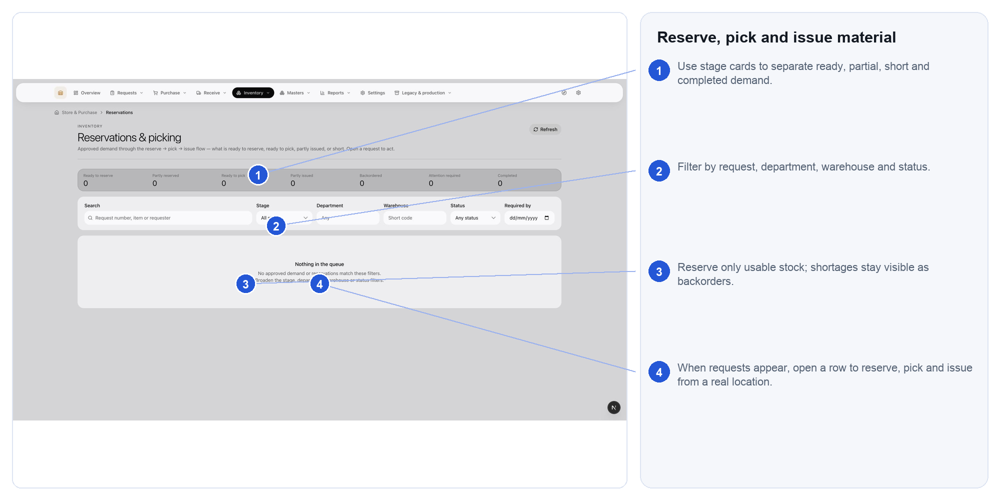 Overview Requests Purchase Receive Inventory Masters Reports Settings Legacy & production
Store & Purchase > Reservations
INVENTORY
Reservations & picking
Refresh
Approved demand through the reserve → pick → issue flow — what is ready to reserve, ready to pick, partly issued, or short. Open a request to act.
Ready to reserve Partly reserved Ready to pick Partly issued Backordered Attention required Completed
0 0 0 0 0 0 0
1
Search Stage Department Warehouse Status Required by
Request number, item or requester All Any Short code Any status dd/mm/yyyy
2
Nothing in the queue
No approved demand or reservations match these filters.
Broaden the stage, warehouse or status filters.
3 4
N
Reserve, pick and issue material
1 Use stage cards to separate ready, partial, short and
completed demand.
2 Filter by request, department, warehouse and status.
3 Reserve only usable stock; shortages stay visible as
backorders.
4 When requests appear, open a row to reserve, pick and issue
from a real location.